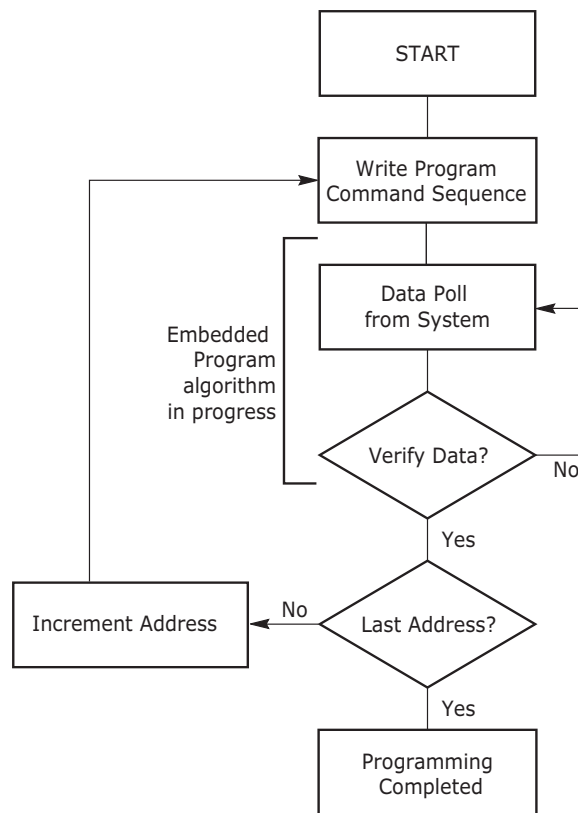 START
Write Program
Command Sequence
Data Poll
from System
Embedded
Program
algorithm
in progress
Verify Data?
No
Yes
No
Increment Address
Last Address?
Yes
Programming
Completed